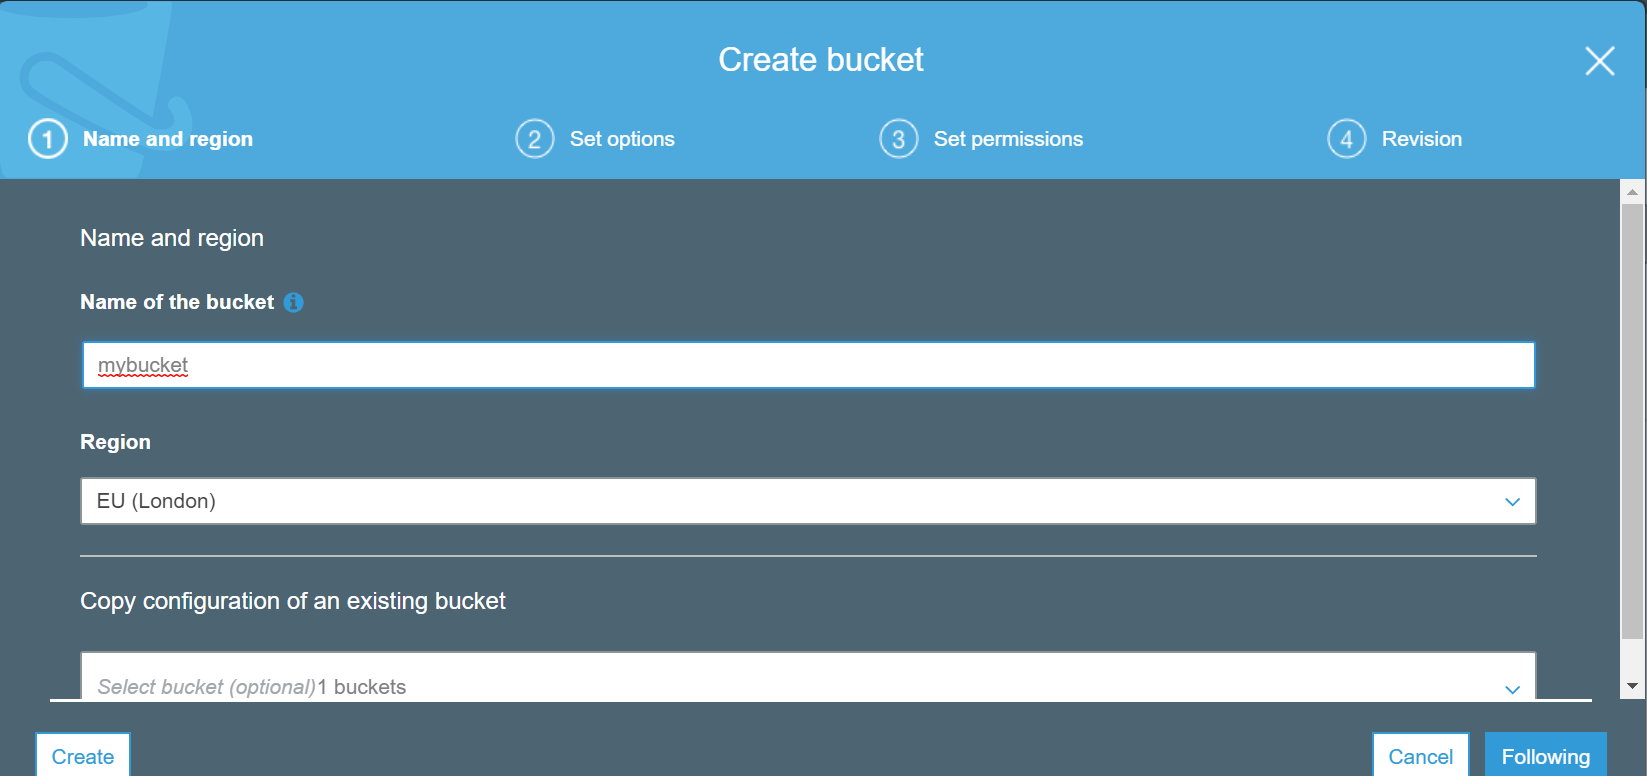 Create bucket
1 Name and region 2 Set options 3 Set permissions 4 Revision
Name and region
Name of the bucket i
mybucket
Region
EU (London)
Copy configuration of an existing bucket
Select bucket (optional)1 buckets
Create Cancel Following